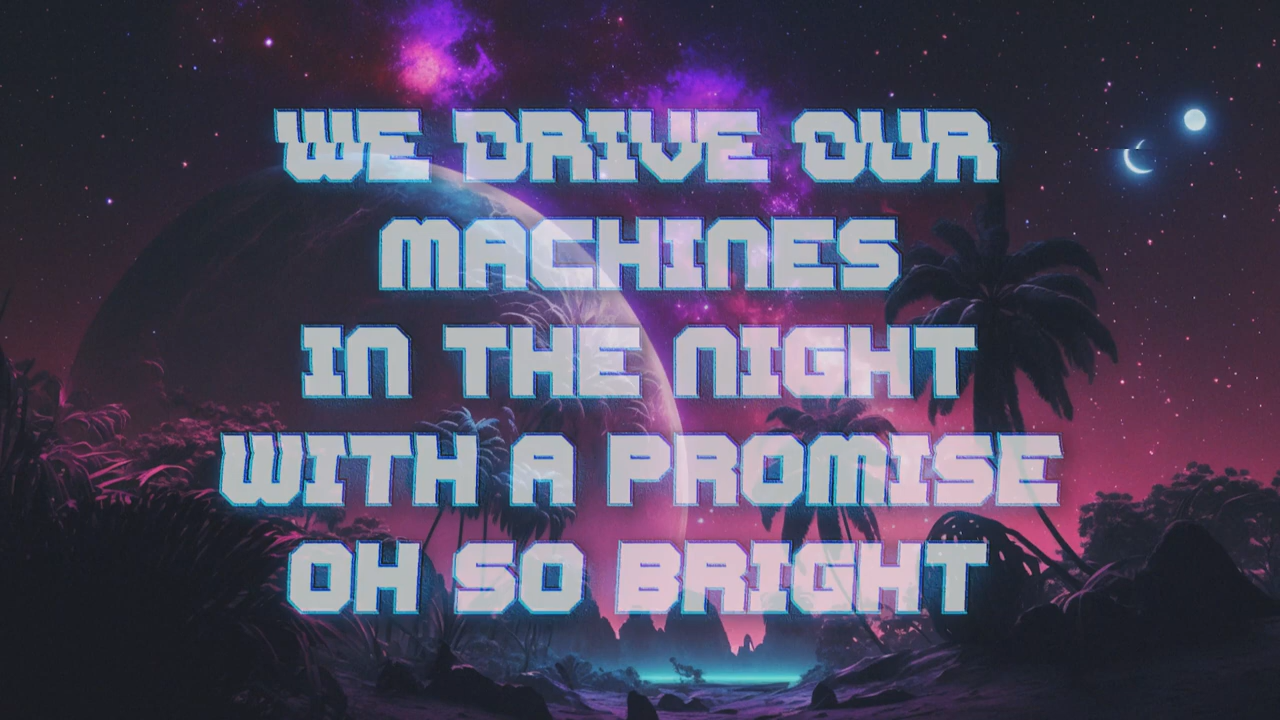 WE DRIVE OUR
MACHINES
IN THE NIGHT
WITH A PROMISE
OH SO BRIGHT